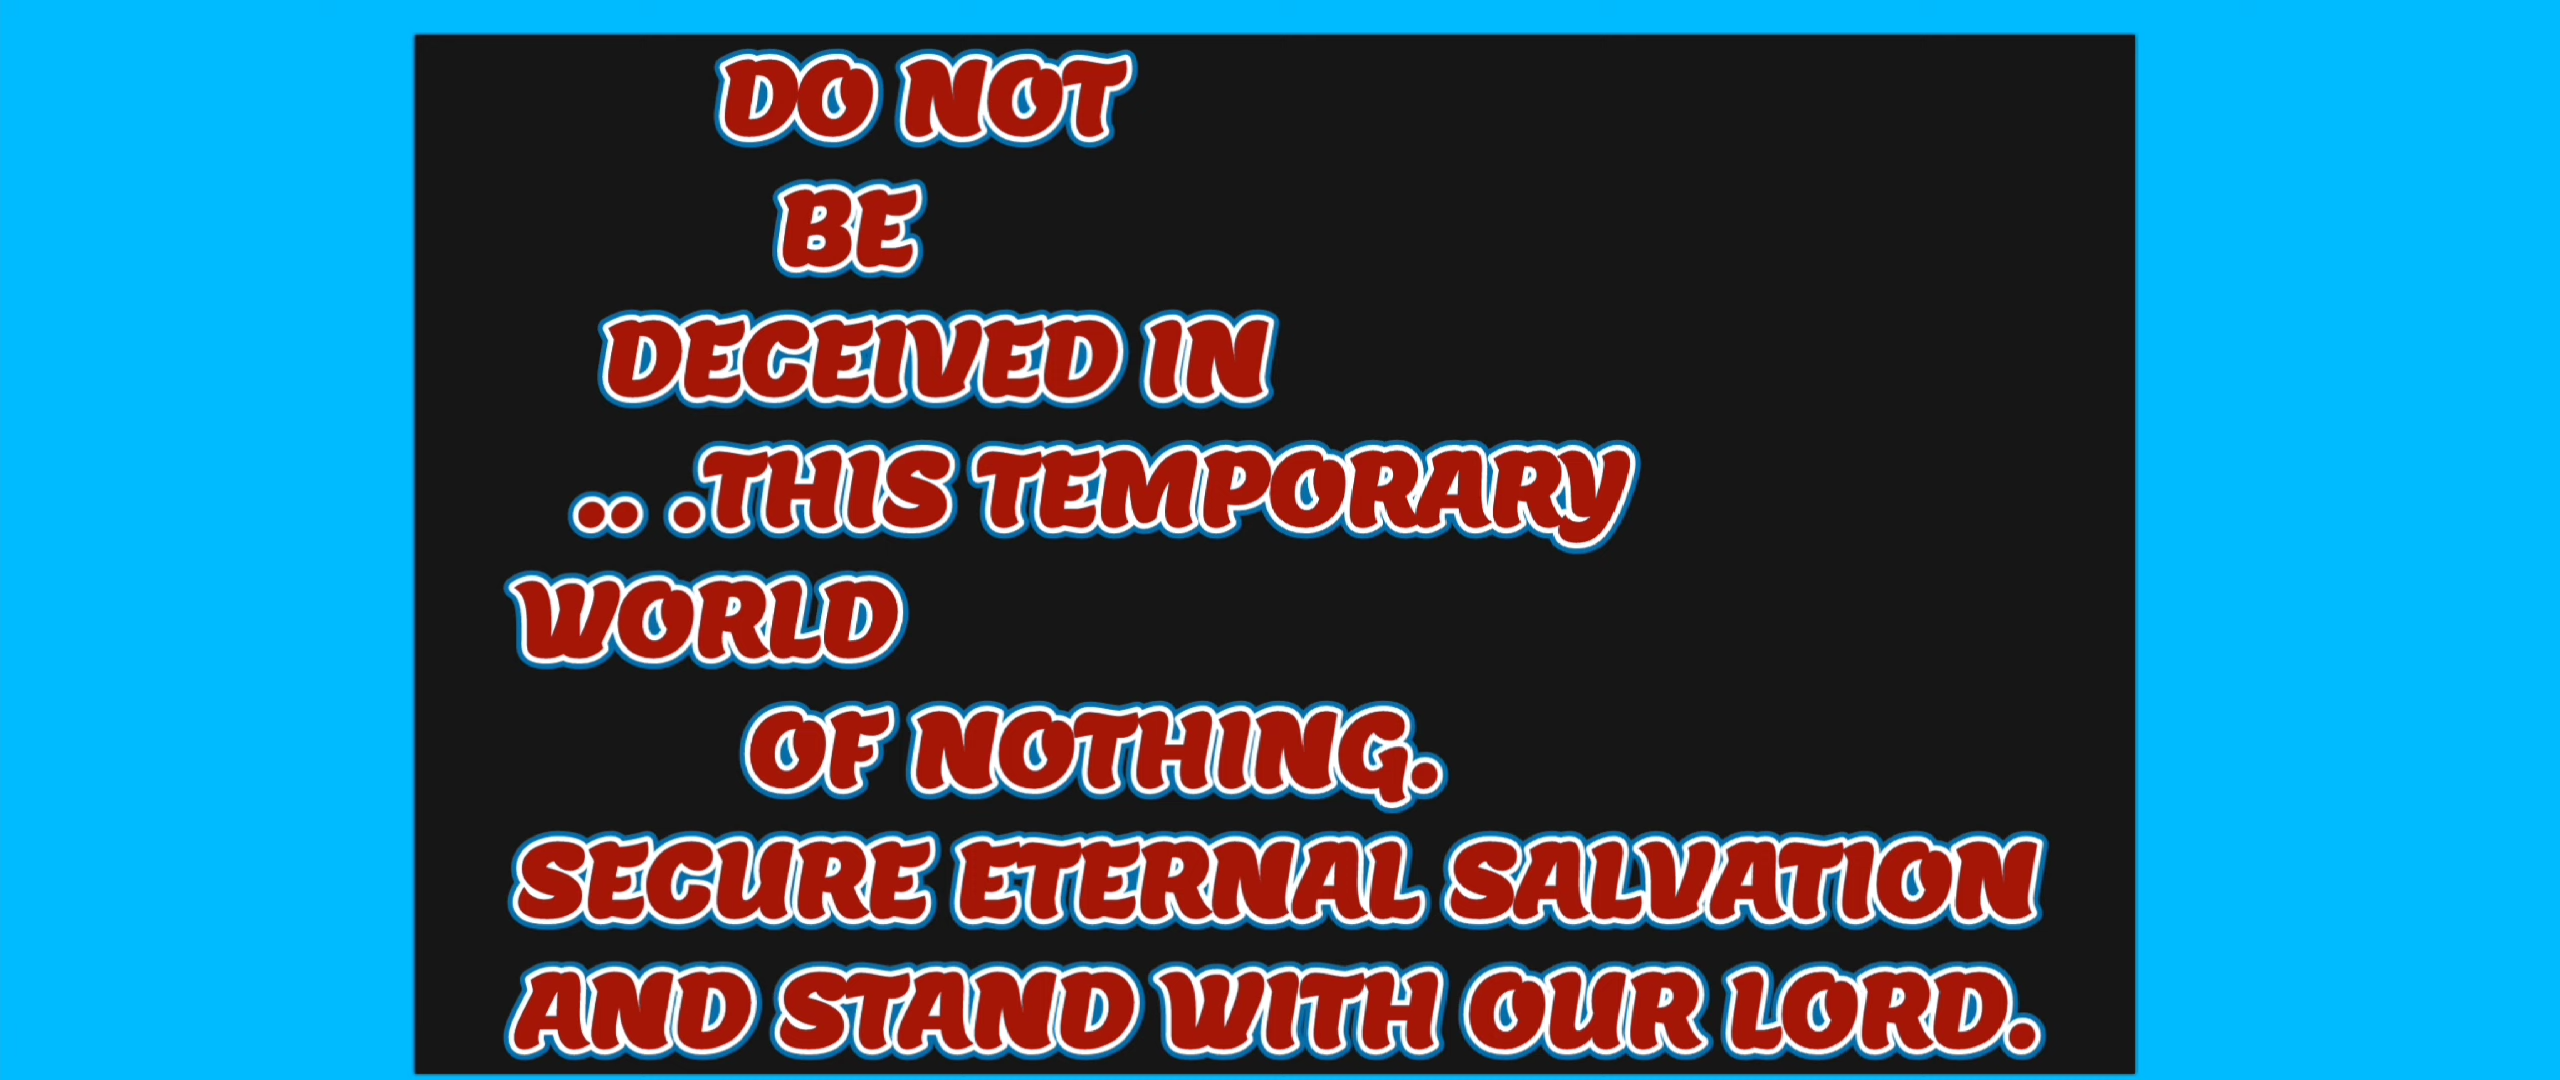 DO NOT
BE
DECEIVED IN
.. .THIS TEMPORARY
WORLD
OF NOTHING.
SECURE ETERNAL SALVATION
AND STAND WITH OUR LORD.